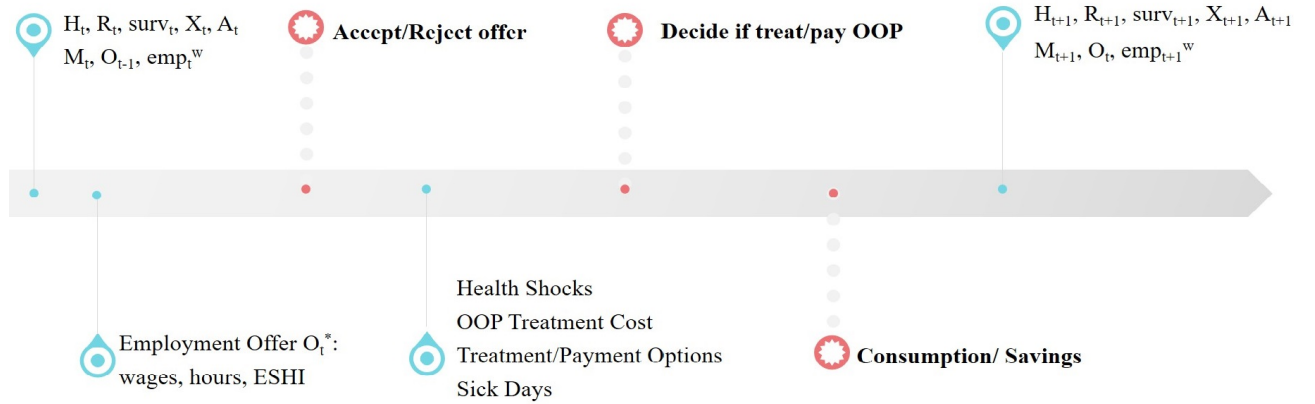 Hₜ, Rₜ, survₜ, Xₜ, Aₜ
Mₜ, Oₜ₋₁, empₜʷ
Accept/Reject offer
Decide if treat/pay OOP
Hₜ₊₁, Rₜ₊₁, survₜ₊₁, Xₜ₊₁, Aₜ₊₁
Mₜ₊₁, Oₜ, empₜ₊₁ʷ
Employment Offer Oₜ*:
wages, hours, ESHI
Health Shocks
OOP Treatment Cost
Treatment/Payment Options
Sick Days
Consumption/ Savings